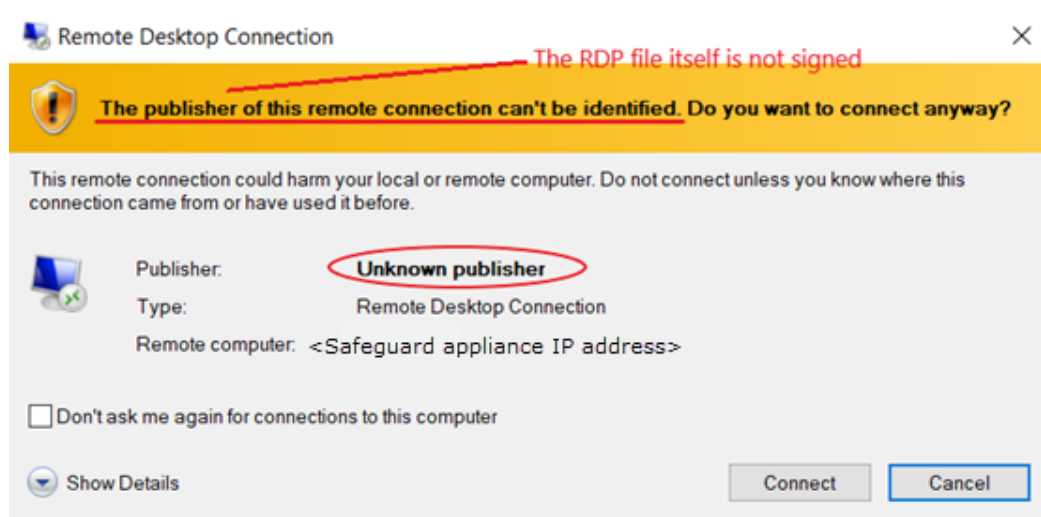 Remote Desktop Connection
The RDP file itself is not signed
The publisher of this remote connection can't be identified. Do you want to connect anyway?
This remote connection could harm your local or remote computer. Do not connect unless you know where this
connection came from or have used it before.
Publisher: Unknown publisher
Type: Remote Desktop Connection
Remote computer: <Safeguard appliance IP address>
Don't ask me again for connections to this computer
Show Details Connect Cancel